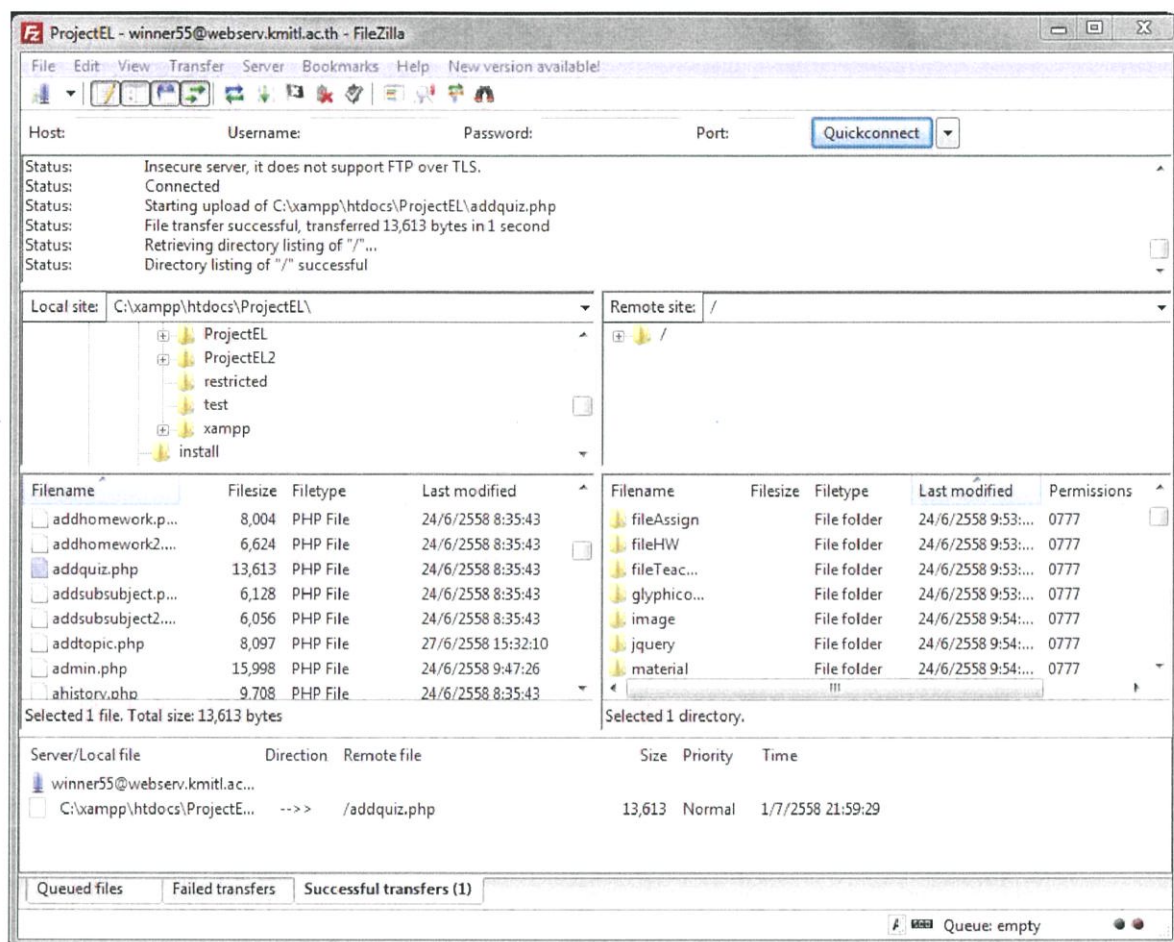 ProjectEL - winner55@webserv.kmitl.ac.th - FileZilla
File Edit View Transfer Server Bookmarks Help New version available!
Host: Username: Password: Port: Quickconnect
Status: Insecure server, it does not support FTP over TLS.
Status: Connected
Status: Starting upload of C:\xampp\htdocs\ProjectEL\addquiz.php
Status: File transfer successful, transferred 13,613 bytes in 1 second
Status: Retrieving directory listing of "/"...
Status: Directory listing of "/" successful
Local site: C:\xampp\htdocs\ProjectEL\
ProjectEL
ProjectEL2
restricted
test
xampp
install
Remote site: /
/
Filename Filesize Filetype Last modified
addhomework.p... 8,004 PHP File 24/6/2558 8:35:43
addhomework2.... 6,624 PHP File 24/6/2558 8:35:43
addquiz.php 13,613 PHP File 24/6/2558 8:35:43
addsubsubject.p... 6,128 PHP File 24/6/2558 8:35:43
addsubsubject2.... 6,056 PHP File 24/6/2558 8:35:43
addtopic.php 8,097 PHP File 27/6/2558 15:32:10
admin.php 15,998 PHP File 24/6/2558 9:47:26
ahistory.php 9,708 PHP File 24/6/2558 8:35:43
Selected 1 file. Total size: 13,613 bytes
Filename Filesize Filetype Last modified Permissions
fileAssign File folder 24/6/2558 9:53:... 0777
fileHW File folder 24/6/2558 9:53:... 0777
fileTeac... File folder 24/6/2558 9:53:... 0777
glyphico... File folder 24/6/2558 9:53:... 0777
image File folder 24/6/2558 9:54:... 0777
jquery File folder 24/6/2558 9:54:... 0777
material File folder 24/6/2558 9:54:... 0777
Selected 1 directory.
Server/Local file Direction Remote file Size Priority Time
winner55@webserv.kmitl.ac...
C:\xampp\htdocs\ProjectE... -->> /addquiz.php 13,613 Normal 1/7/2558 21:59:29
Queued files Failed transfers Successful transfers (1)
Queue: empty